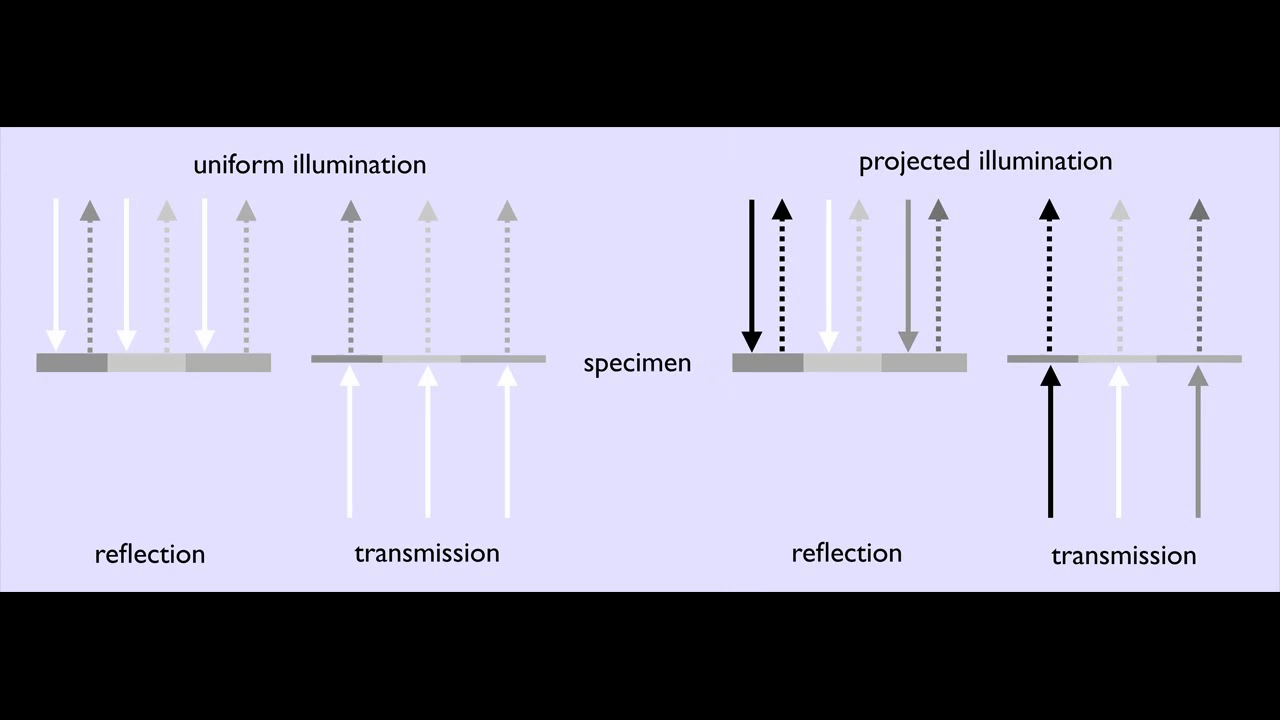 uniform illumination
projected illumination
specimen
reflection
transmission
reflection
transmission